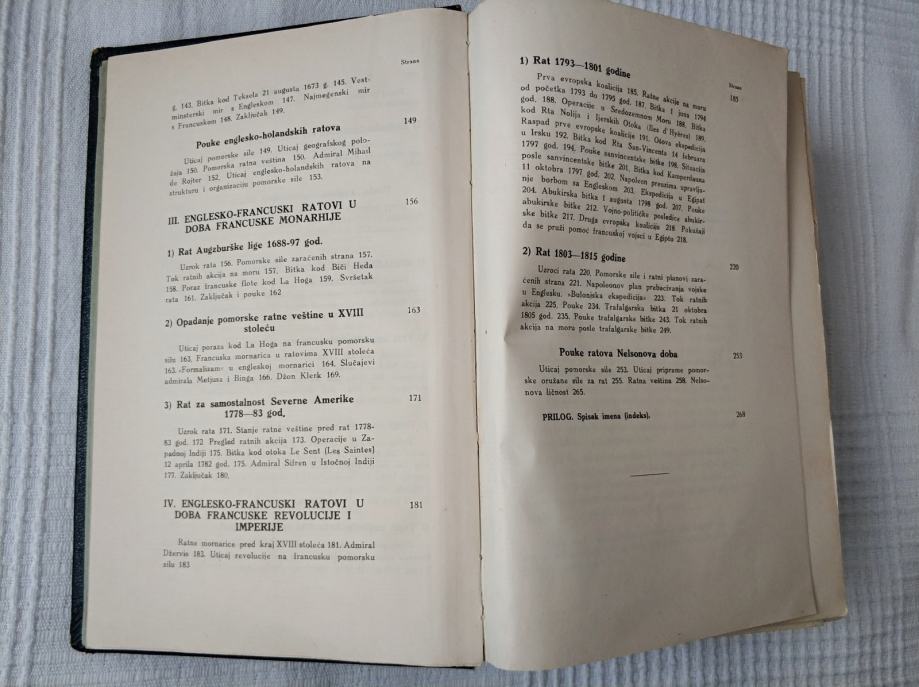 Strana
g. 143. Bitka kod Teksela 21 augusta 1673 g. 145. Vest-
minsterski mir s Engleskom 147. Najmegenski mir
s Francuskom 148. Zaključak 149.
Pouke englesko-holandskih ratova 149
Uticaj pomorske sile 149. Uticaj geografskog polo-
žaja 150. Pomorska ratna veština 150. Admiral Mihail
de Rojter 152. Uticaj englesko-holandskih ratova na
strukturu i organizaciju pomorske sile 153.
III. ENGLESKO-FRANCUSKI RATOVI U 156
DOBA FRANCUSKE MONARHIJE
1) Rat Augzburške lige 1688-97 god.
Uzrok rata 156. Pomorske sile zaraćenih strana 157.
Tok ratnih akcija na moru 157. Bitka kod Biči Heda
158. Poraz francuske flote kod La Hoga 159. Svršetak
rata 161. Zaključak i pouke 162
2) Opadanje pomorske ratne veštine u XVIII 163
stoleću
Uticaj poraza kod La Hoga na francusku pomorsku
silu 163. Francuska mornarica u ratovima XVIII stoleća
163. »Formalizam« u engleskoj mornarici 164. Slučajevi
admirala Metjusa i Binga 166. Džon Klerk 169.
3) Rat za samostalnost Severne Amerike 171
1778—83 god.
Uzrok rata 171. Stanje ratne veštine pred rat 1778-
83 god. 172 Pregled ratnih akcija 173. Operacije u Za-
padnoj Indiji 175. Bitka kod otoka Le Sent (Les Saintes)
12 aprila 1782 god. 175. Admiral Sifren u Istočnoj Indiji
177. Zaključak 180.
IV. ENGLESKO-FRANCUSKI RATOVI U 181
DOBA FRANCUSKE REVOLUCIJE I
IMPERIJE
Ratne mornarice pred kraj XVIII stoleća 181. Admiral
Džervis 183. Uticaj revolucije na francusku pomorsku
silu 183
Strana
1) Rat 1793—1801 godine 185
Prva evropska koalicija 185. Ratne akcije na moru
od početka 1793 do 1795 god. 187. Bitka 1 juna 1794
god. 188. Operacije u Sredozemnom Moru 188. Bitka
kod Rta Nolija i Ijerskih Otoka (Iles d'Hyères) 189.
Raspad prve evropske koalicije 191. Ošova ekspedicija
u Irsku 192. Bitka kod Rta San-Vincenta 14 februara
1797 god. 194. Pouke sanvincentske bitke 198. Situacija
posle sanvincentske bitke 201. Bitka kod Kamperdauna
11 oktobra 1797 god. 202. Napoleon preuzima upravlja-
nje borbom sa Engleskom 203. Ekspedicija u Egipat
204. Abukirska bitka 1 augusta 1798 god. 207. Pouke
abukirske bitke 212. Vojno-političke posledice abukir-
ske bitke 217. Druga evropska koalicija 218. Pokušaji
da se pruži pomoć francuskoj vojsci u Egiptu 218.
2) Rat 1803—1815 godine 220
Uzroci rata 220. Pomorske sile i ratni planovi zara-
ćenih strana 221. Napoleonov plan prebacivanja vojske
u Englesku. »Bulonjska ekspedicija« 223. Tok ratnih
akcija 225. Pouke 234. Trafalgarska bitka 21 oktobra
1805 god. 235. Pouke trafalgarske bitke 243. Tok ratnih
akcija na moru posle trafalgarske bitke 249.
Pouke ratova Nelsonova doba 253
Uticaj pomorske sile 253. Uticaj pripreme pomor-
ske oružane sile za rat 255. Ratna veština 258. Nelso-
nova ličnost 265.
PRILOG. Spisak imena (indeks). 268